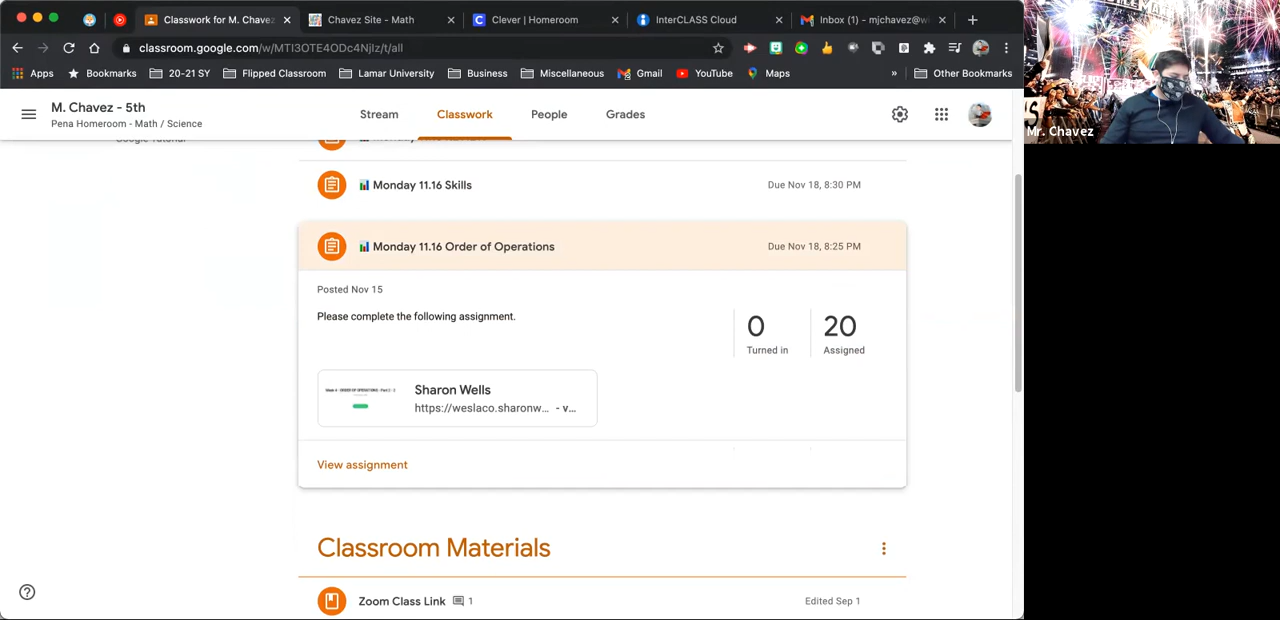 Classwork for M. Chavez
Chavez Site - Math
Clever | Homeroom
InterCLASS Cloud
Inbox (1) - mjchavez@w
classroom.google.com/w/MTI3OTE4ODc4NjIz/t/all
Apps
Bookmarks
20-21 SY
Flipped Classroom
Lamar University
Business
Miscellaneous
Gmail
YouTube
Maps
»
Other Bookmarks
M. Chavez - 5th
Pena Homeroom - Math / Science
Stream
Classwork
People
Grades
Google Tutorial
Monday 11.16 Skills
Due Nov 18, 8:30 PM
Monday 11.16 Order of Operations
Due Nov 18, 8:25 PM
Posted Nov 15
Please complete the following assignment.
0
Turned in
20
Assigned
Sharon Wells
https://weslaco.sharonw... - v...
View assignment
Classroom Materials
Zoom Class Link
1
Edited Sep 1
Mr. Chavez